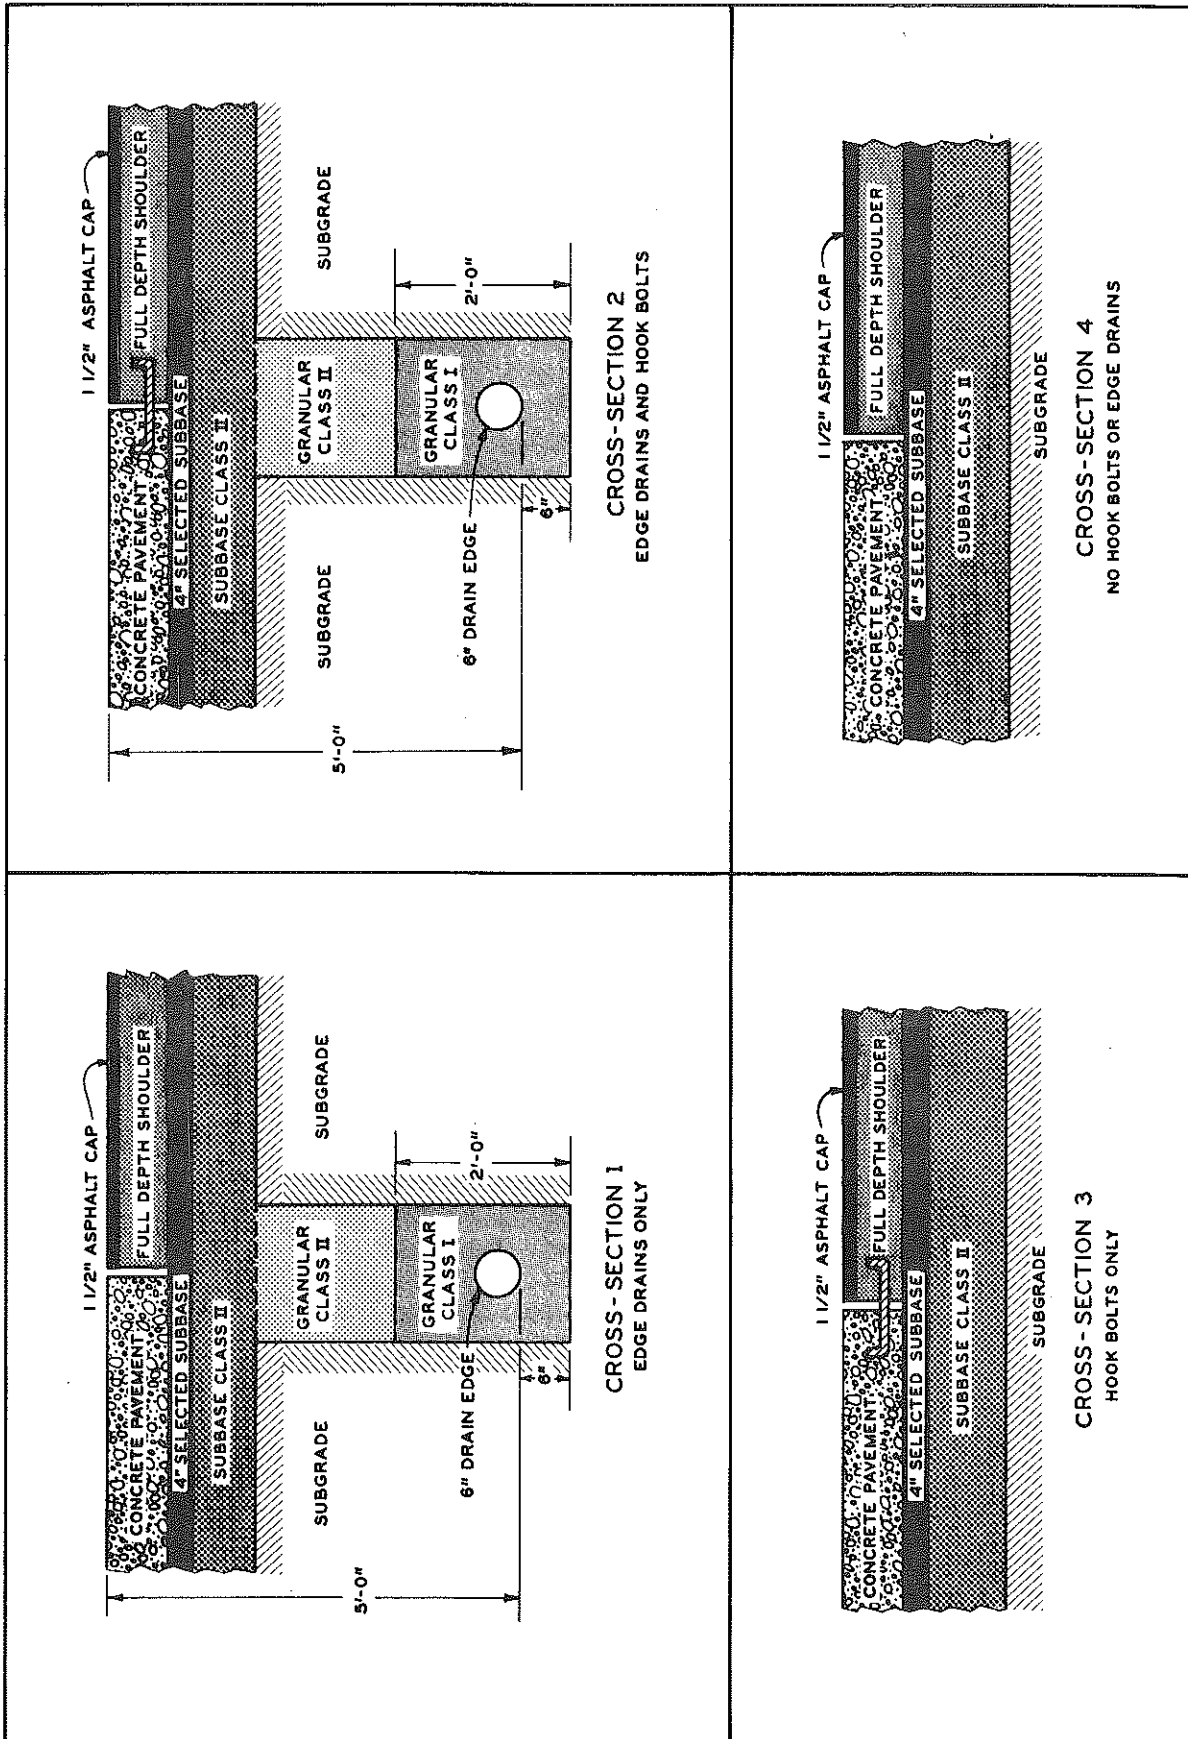 1 1/2" ASPHALT CAP
CONCRETE PAVEMENT
FULL DEPTH SHOULDER
4" SELECTED SUBBASE
SUBBASE CLASS II
SUBGRADE
SUBGRADE
GRANULAR
CLASS II
GRANULAR
CLASS I
5'-0"
2'-0"
6" DRAIN EDGE
6"
CROSS-SECTION 1
EDGE DRAINS ONLY
1 1/2" ASPHALT CAP
CONCRETE PAVEMENT
FULL DEPTH SHOULDER
4" SELECTED SUBBASE
SUBBASE CLASS II
SUBGRADE
SUBGRADE
GRANULAR
CLASS II
GRANULAR
CLASS I
5'-0"
2'-0"
6" DRAIN EDGE
6"
CROSS-SECTION 2
EDGE DRAINS AND HOOK BOLTS
1 1/2" ASPHALT CAP
CONCRETE PAVEMENT
FULL DEPTH SHOULDER
4" SELECTED SUBBASE
SUBBASE CLASS II
SUBGRADE
CROSS-SECTION 3
HOOK BOLTS ONLY
1 1/2" ASPHALT CAP
CONCRETE PAVEMENT
FULL DEPTH SHOULDER
4" SELECTED SUBBASE
SUBBASE CLASS II
SUBGRADE
CROSS-SECTION 4
NO HOOK BOLTS OR EDGE DRAINS